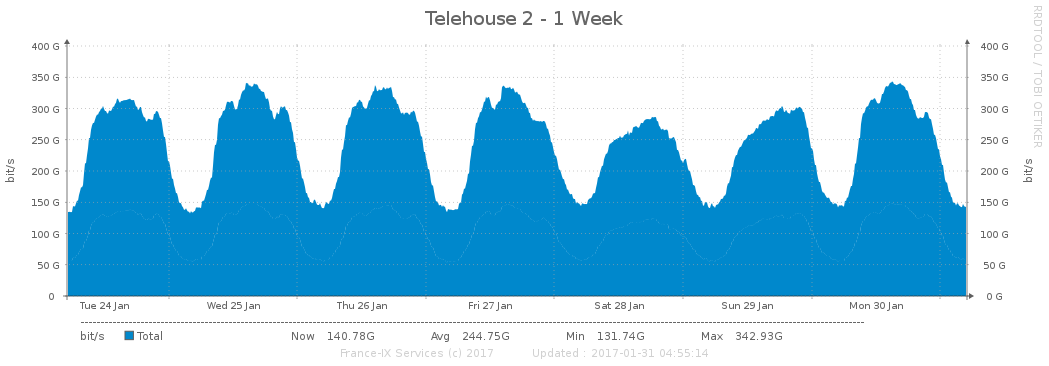 Telehouse 2 - 1 Week
RRDTOOL / TOBI OETIKER
400 G 400 G
350 G 350 G
300 G 300 G
250 G 250 G
200 G 200 G
150 G 150 G
100 G 100 G
50 G 50 G
0 0 G
bit/s bit/s
Tue 24 Jan Wed 25 Jan Thu 26 Jan Fri 27 Jan Sat 28 Jan Sun 29 Jan Mon 30 Jan
bit/s Total Now 140.78G Avg 244.75G Min 131.74G Max 342.93G
France-IX Services (c) 2017 Updated : 2017-01-31 04:55:14